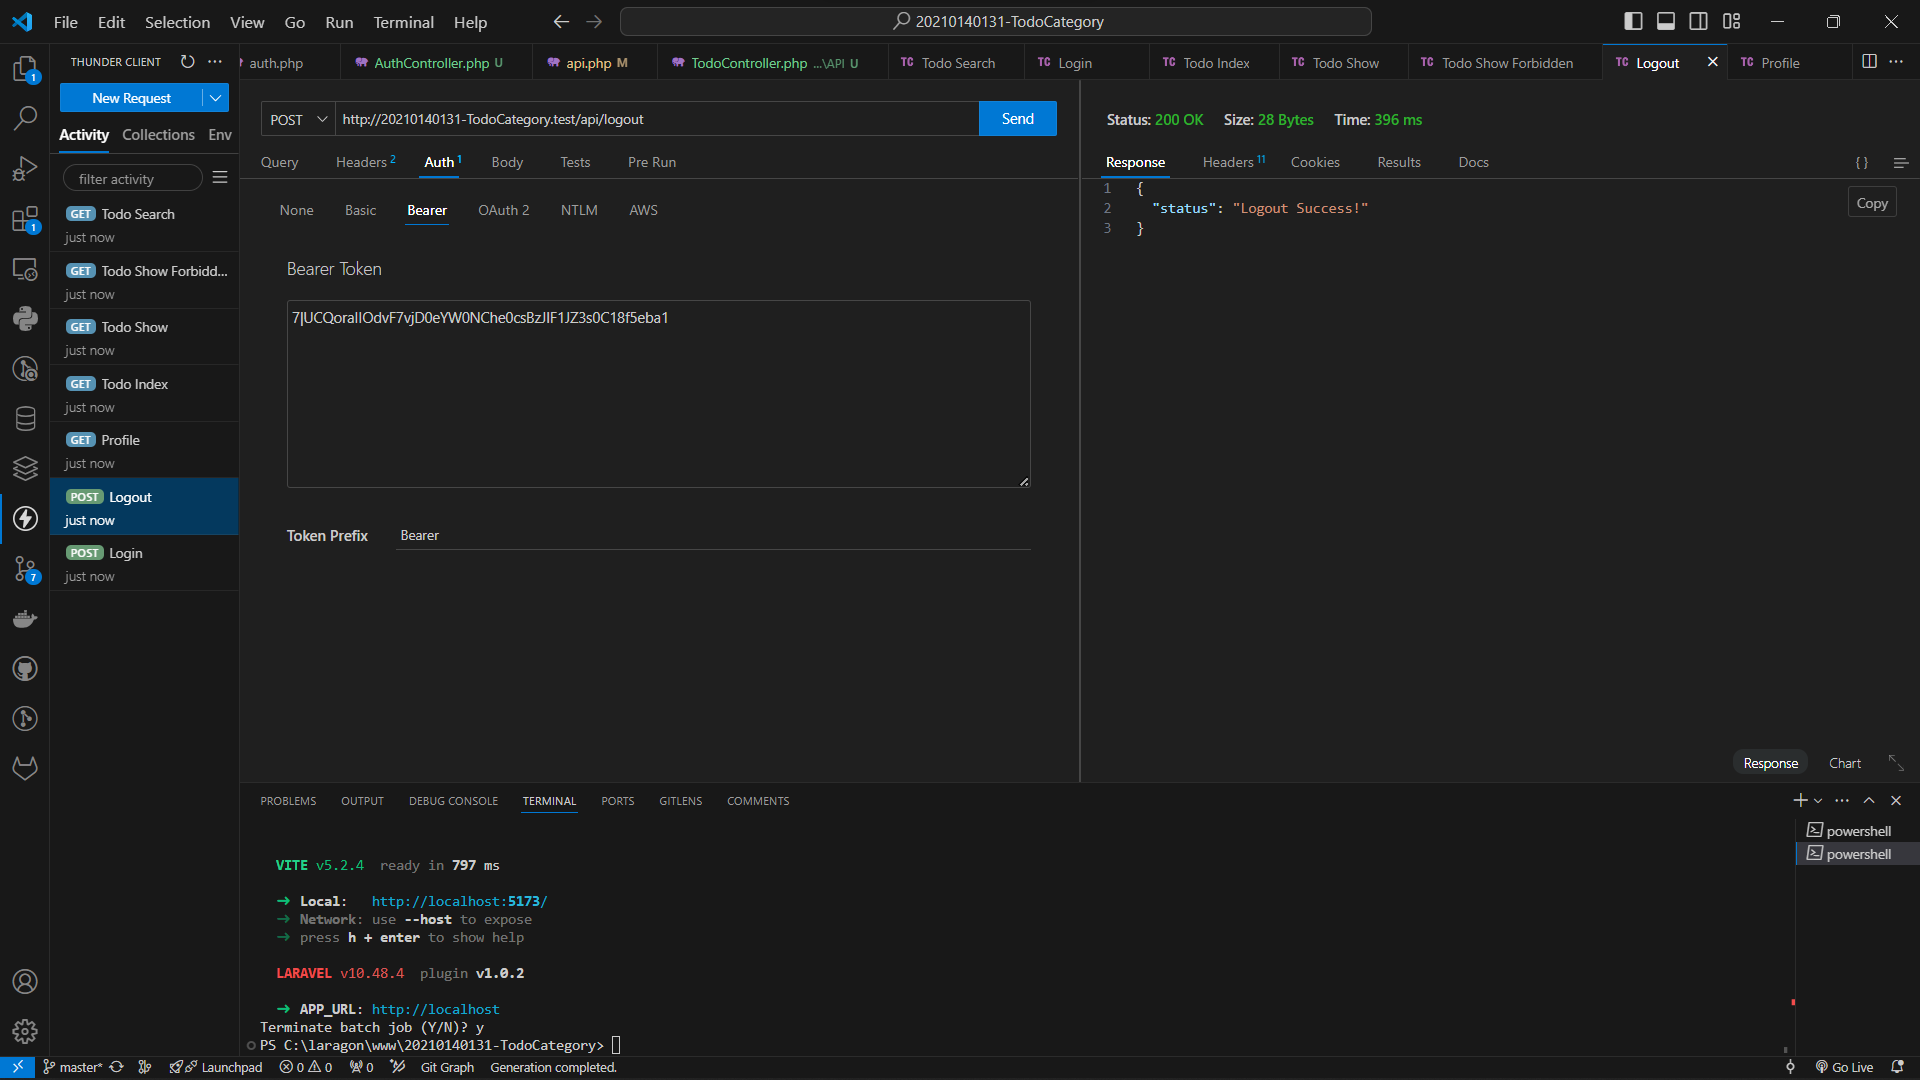 File Edit Selection View Go Run Terminal Help
20210140131-TodoCategory
THUNDER CLIENT
auth.php
AuthController.php U
api.php M
TodoController.php ...\API U
TC Todo Search
TC Login
TC Todo Index
TC Todo Show
TC Todo Show Forbidden
TC Logout
TC Profile
New Request
Activity Collections Env
filter activity
GET Todo Search
just now
GET Todo Show Forbidd...
just now
GET Todo Show
just now
GET Todo Index
just now
GET Profile
just now
POST Logout
just now
POST Login
just now
1
1
7
POST
http://20210140131-TodoCategory.test/api/logout
Send
Query Headers 2 Auth 1 Body Tests Pre Run
None Basic Bearer OAuth 2 NTLM AWS
Bearer Token
Token Prefix Bearer
Status: 200 OK Size: 28 Bytes Time: 396 ms
Response Headers 11 Cookies Results Docs { }
1 {
2 "status": "Logout Success!"
3 }
Copy
Response Chart
PROBLEMS OUTPUT DEBUG CONSOLE TERMINAL PORTS GITLENS COMMENTS
powershell
powershell
VITE v5.2.4 ready in 797 ms
➜ Local: http://localhost:5173/
➜ Network: use --host to expose
➜ press h + enter to show help
LARAVEL v10.48.4 plugin v1.0.2
➜ APP_URL: http://localhost
Terminate batch job (Y/N)? y
PS C:\laragon\www\20210140131-TodoCategory>
master* Launchpad 0 0 0 Git Graph Generation completed. Go Live